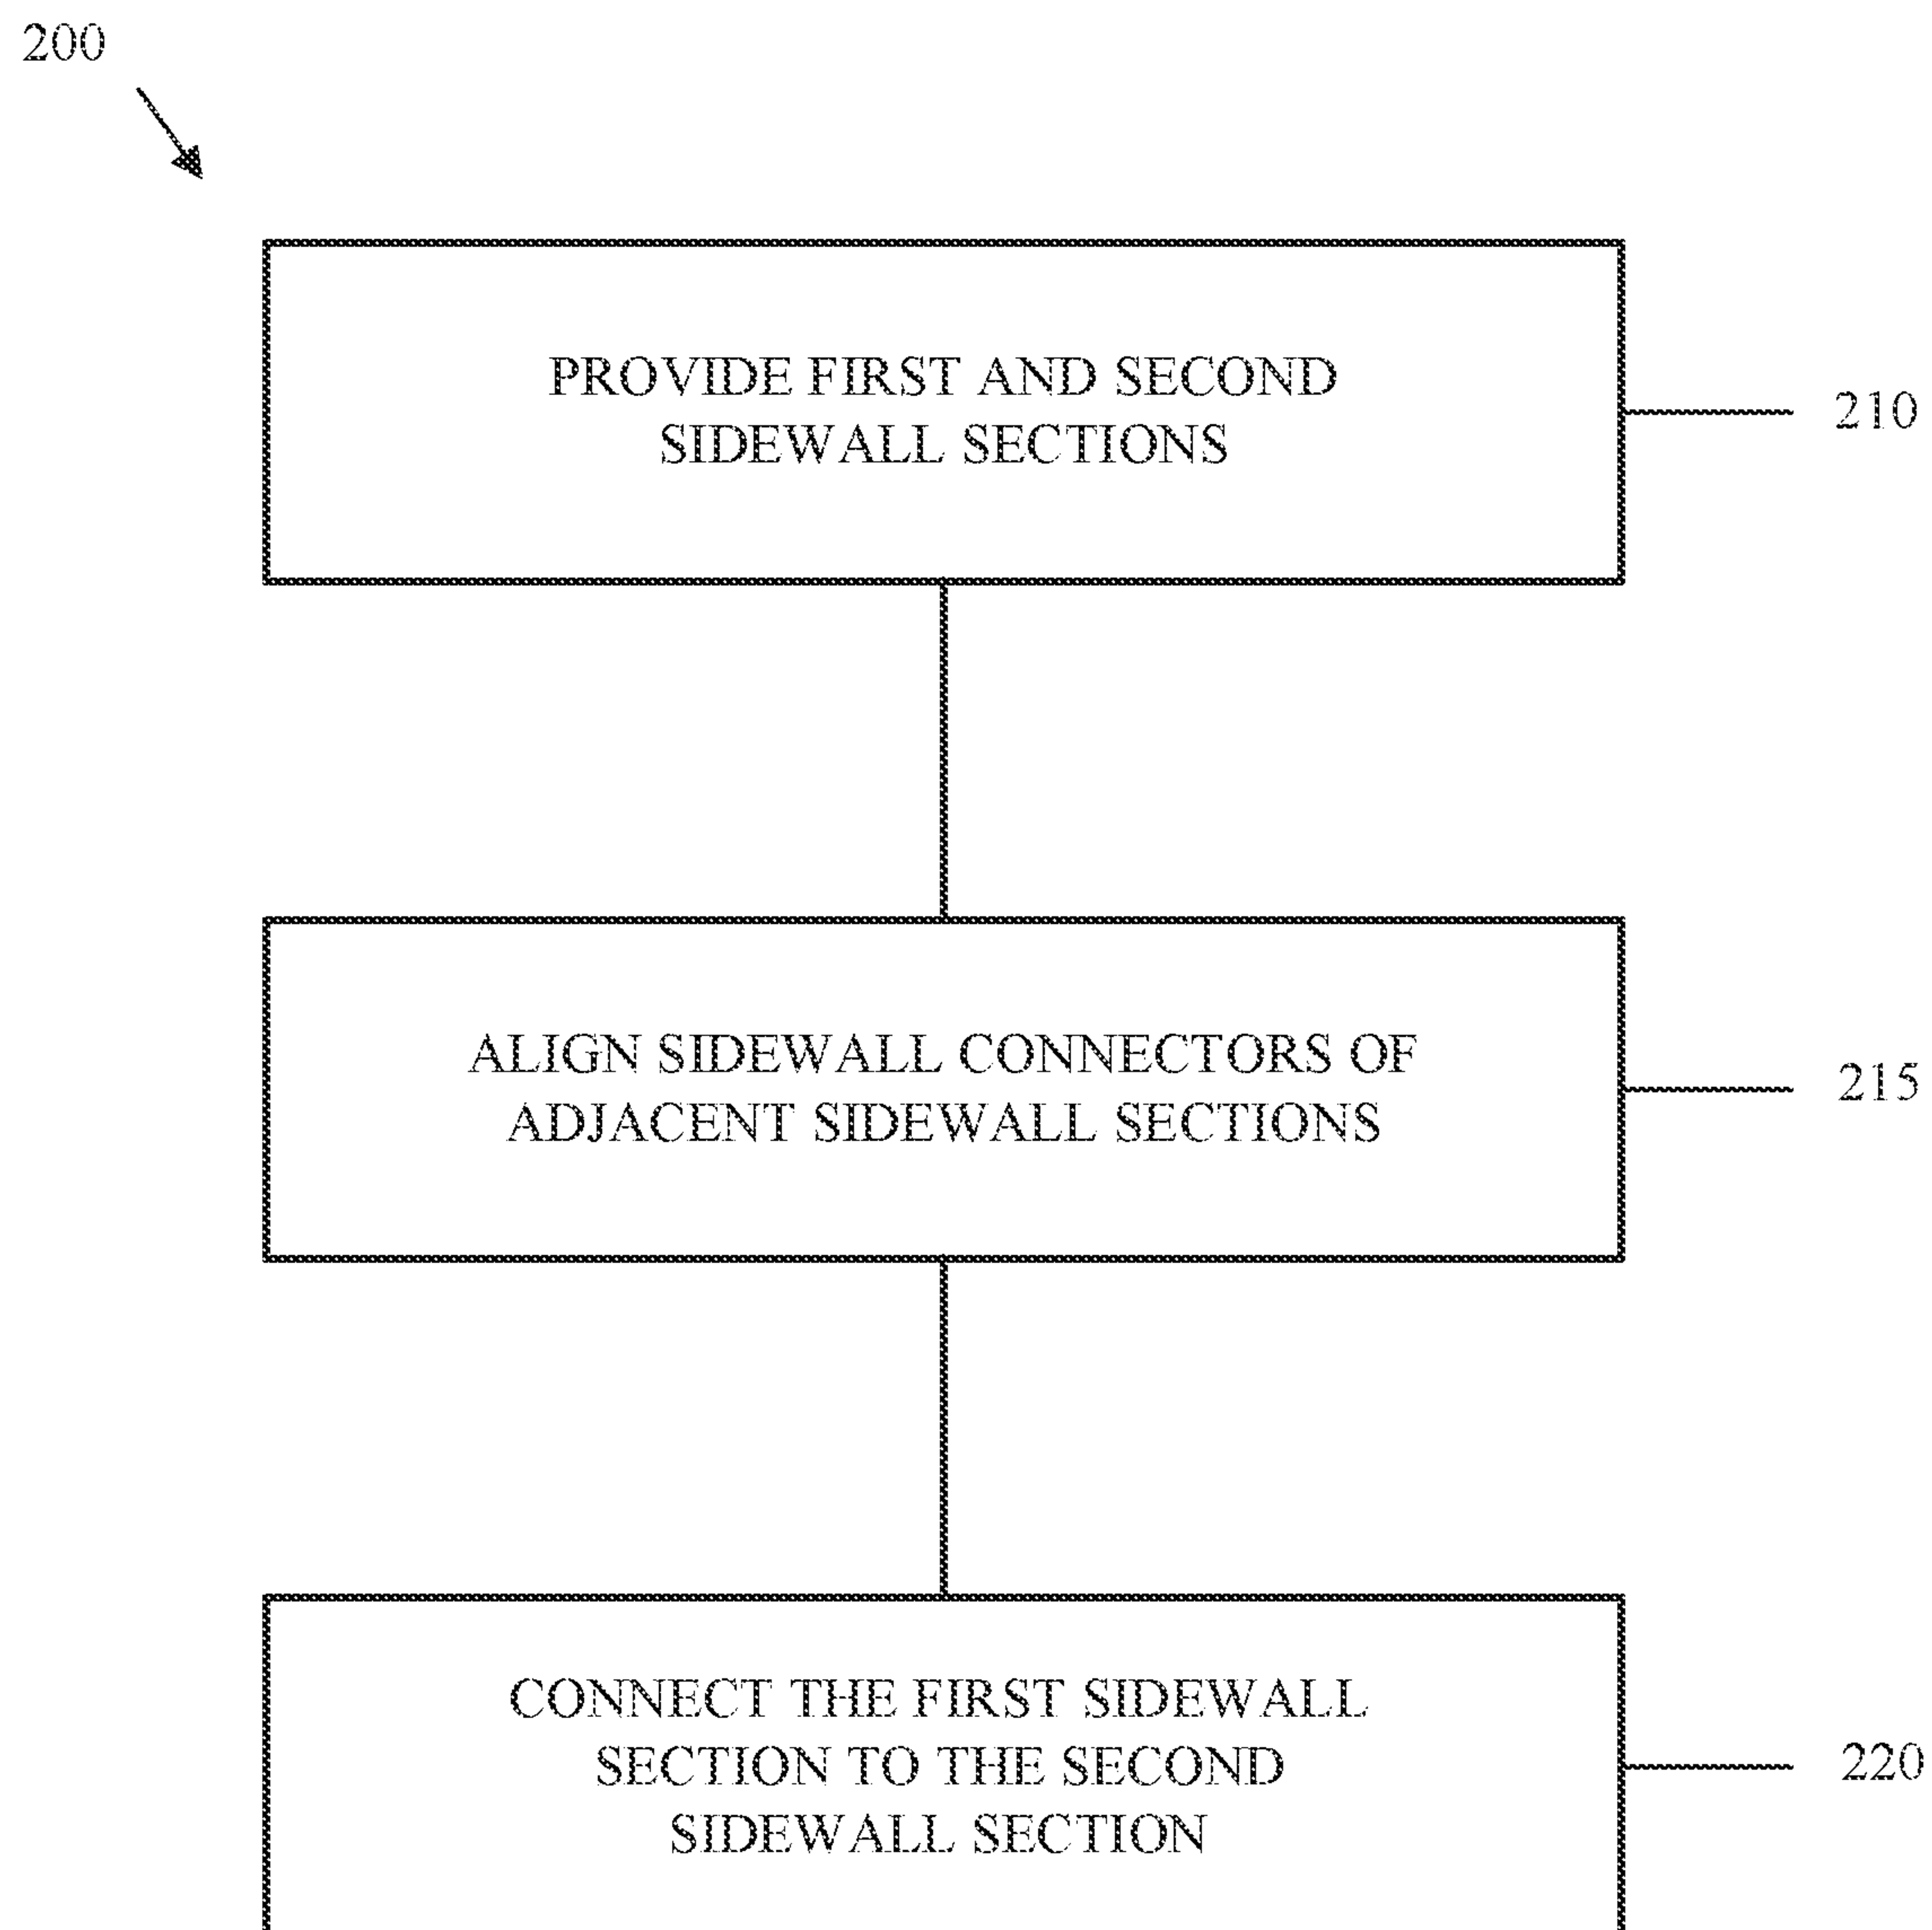 200
PROVIDE FIRST AND SECOND
SIDEWALL SECTIONS
210
ALIGN SIDEWALL CONNECTORS OF
ADJACENT SIDEWALL SECTIONS
215
CONNECT THE FIRST SIDEWALL
SECTION TO THE SECOND
SIDEWALL SECTION
220